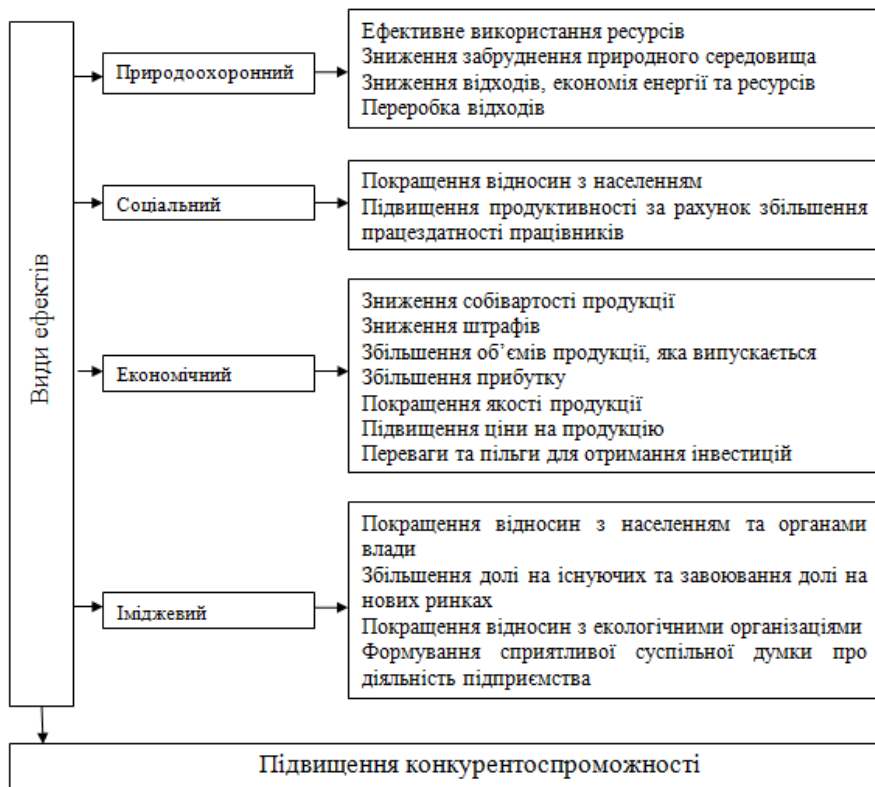 Види ефектів
Природоохоронний
Ефективне використання ресурсів
Зниження забруднення природного середовища
Зниження відходів, економія енергії та ресурсів
Переробка відходів
Соціальний
Покращення відносин з населенням
Підвищення продуктивності за рахунок збільшення
працездатності працівників
Економічний
Зниження собівартості продукції
Зниження штрафів
Збільшення об’ємів продукції, яка випускається
Збільшення прибутку
Покращення якості продукції
Підвищення ціни на продукцію
Переваги та пільги для отримання інвестицій
Іміджевий
Покращення відносин з населенням та органами
влади
Збільшення долі на існуючих та завоювання долі на
нових ринках
Покращення відносин з екологічними організаціями
Формування сприятливої суспільної думки про
діяльність підприємства
Підвищення конкурентоспроможності